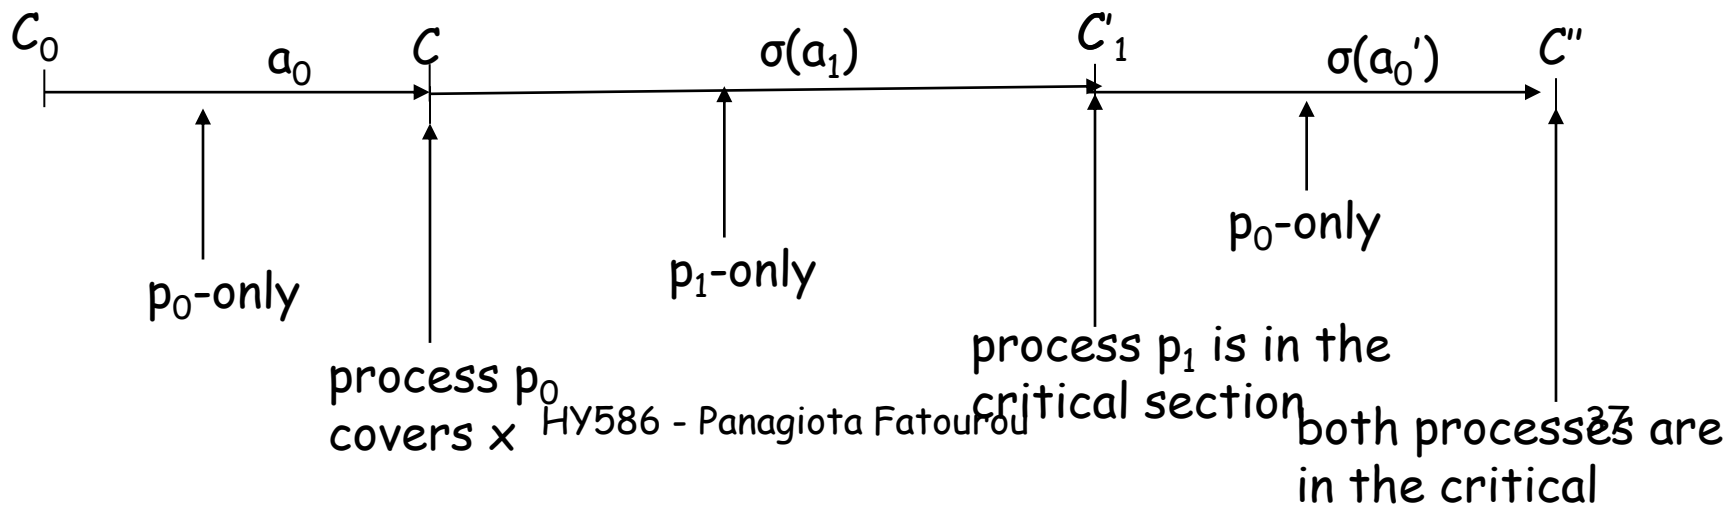 C₀
a₀
C
σ(a₁)
C'₁
σ(a₀')
C''
p₀-only
p₁-only
p₀-only
process p₀
covers x
process p₁ is in the
critical section
both processes are
in the critical
HY586 - Panagiota Fatourou
37